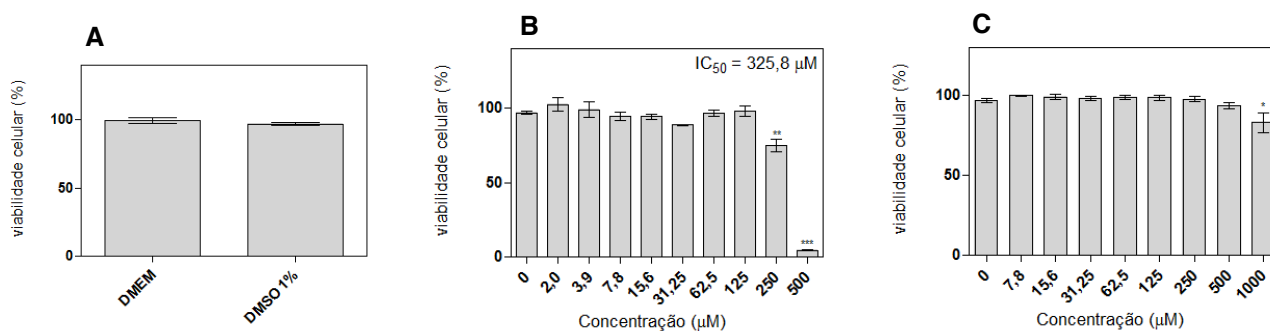 A
viabilidade celular (%)
100
50
0
DMEM
DMSO 1%
B
IC50 = 325,8 µM
viabilidade celular (%)
100
50
0
**
***
0
2,0
3,9
7,8
15,6
31,25
62,5
125
250
500
Concentração (µM)
C
viabilidade celular (%)
100
50
0
*
0
7,8
15,6
31,25
62,5
125
250
500
1000
Concentração (µM)